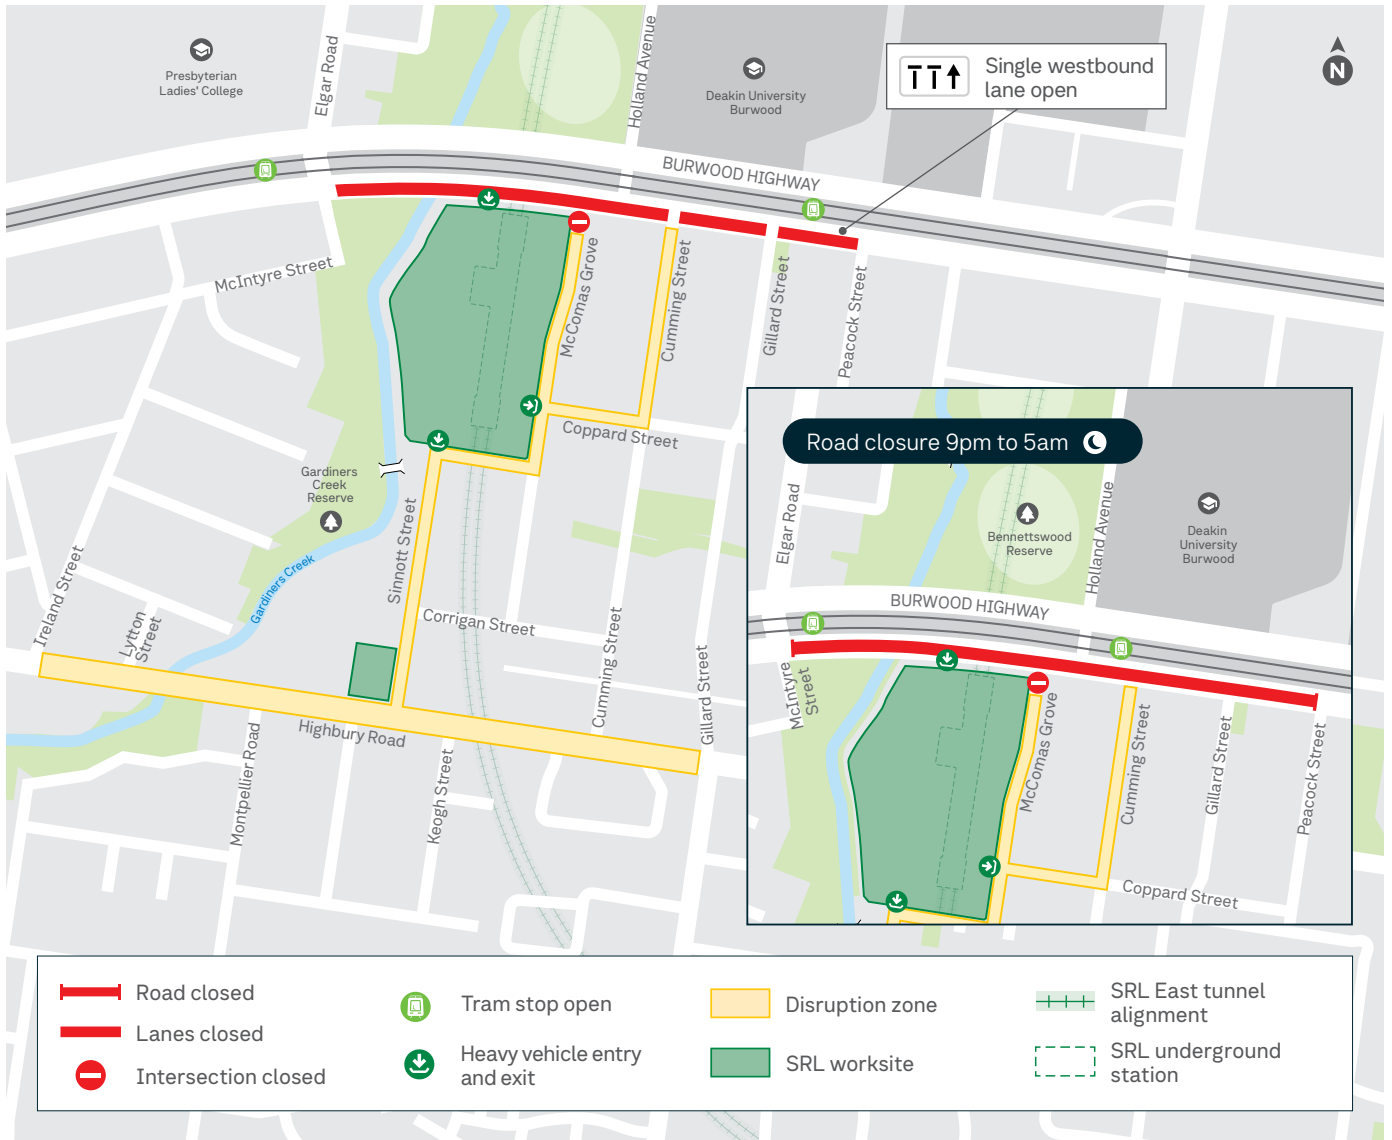 Presbyterian
Ladies' College
Elgar Road
Holland Avenue
Deakin University
Burwood
Single westbound
lane open
N
BURWOOD HIGHWAY
McIntyre Street
McComas Grove
Cumming Street
Gillard Street
Peacock Street
Coppard Street
Gardiners
Creek
Reserve
Gardiners Creek
Sinnott Street
Ireland Street
Lytton
Street
Corrigan Street
Cumming Street
Gillard Street
Highbury Road
Montpellier Road
Keogh Street
Road closure 9pm to 5am
Elgar Road
Bennettswood
Reserve
Holland Avenue
Deakin
University
Burwood
BURWOOD HIGHWAY
McIntyre
Street
McComas Grove
Cumming Street
Gillard Street
Peacock Street
Coppard Street
Road closed
Lanes closed
Intersection closed
Tram stop open
Heavy vehicle entry
and exit
Disruption zone
SRL worksite
SRL East tunnel
alignment
SRL underground
station